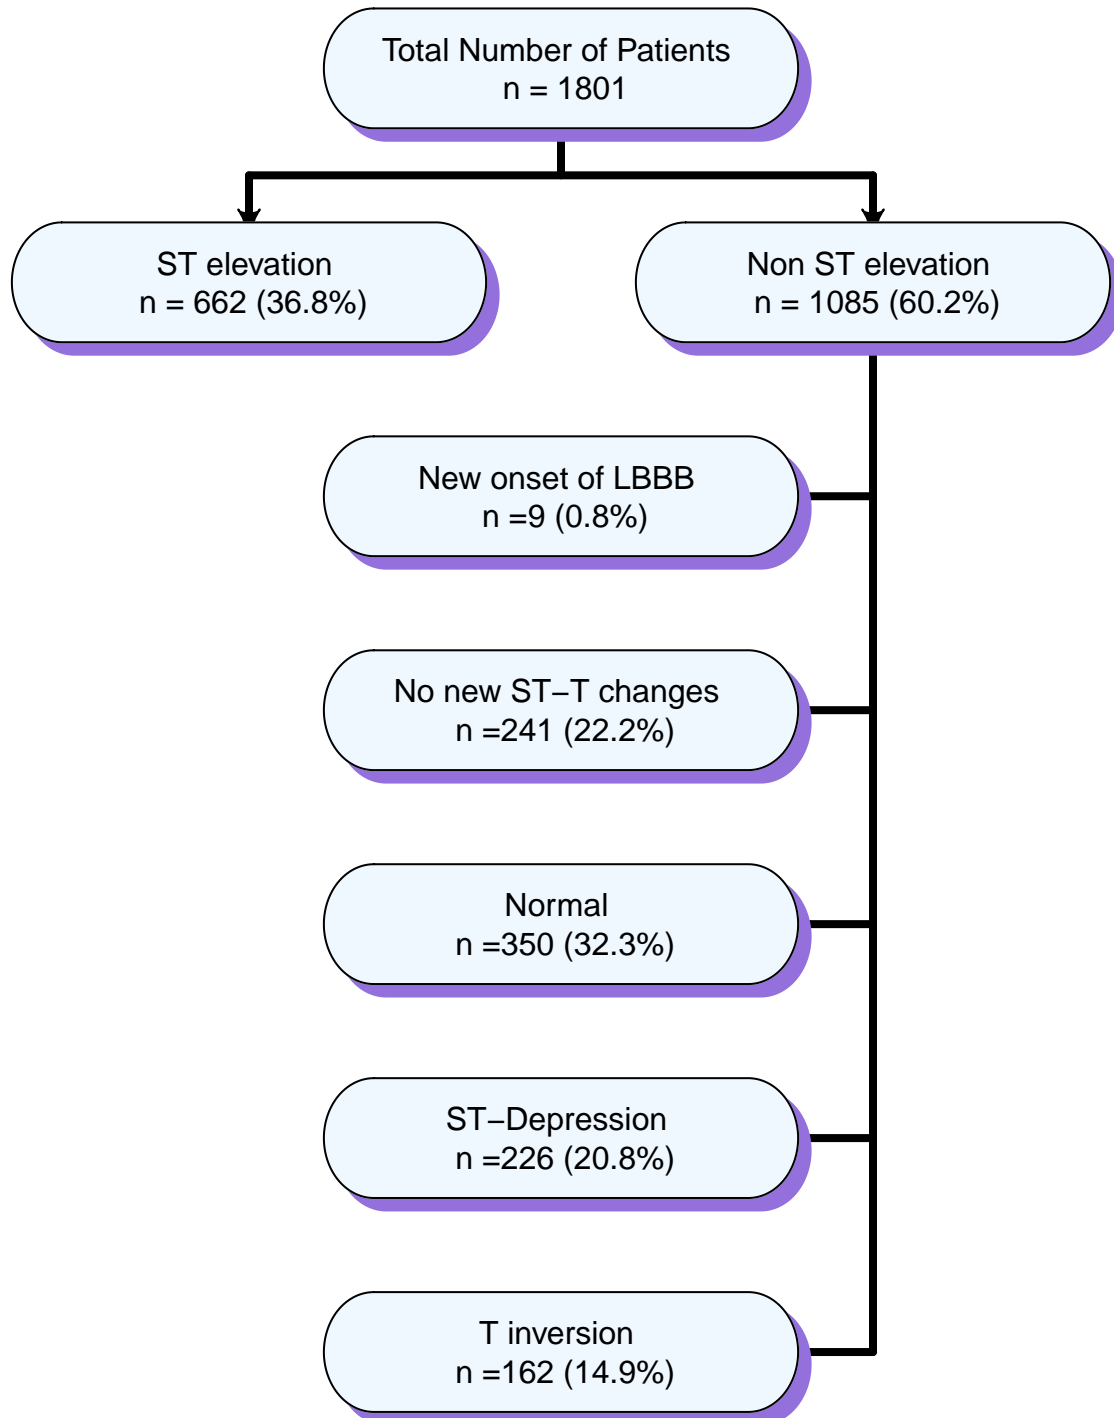 Total Number of Patients
n = 1801
ST elevation
n = 662 (36.8%)
Non ST elevation
n = 1085 (60.2%)
New onset of LBBB
n =9 (0.8%)
No new ST−T changes
n =241 (22.2%)
Normal
n =350 (32.3%)
ST−Depression
n =226 (20.8%)
T inversion
n =162 (14.9%)